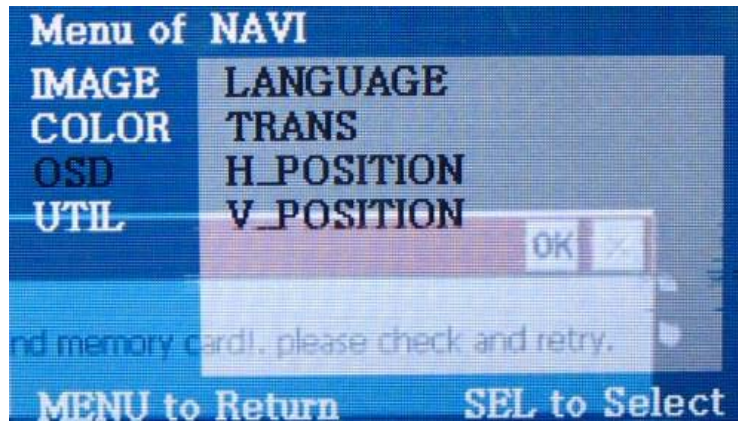 Menu of NAVI
IMAGE LANGUAGE
COLOR TRANS
OSD H_POSITION
UTIL V_POSITION
OK ×
nd memory card!, please check and retry.
MENU to Return SEL to Select